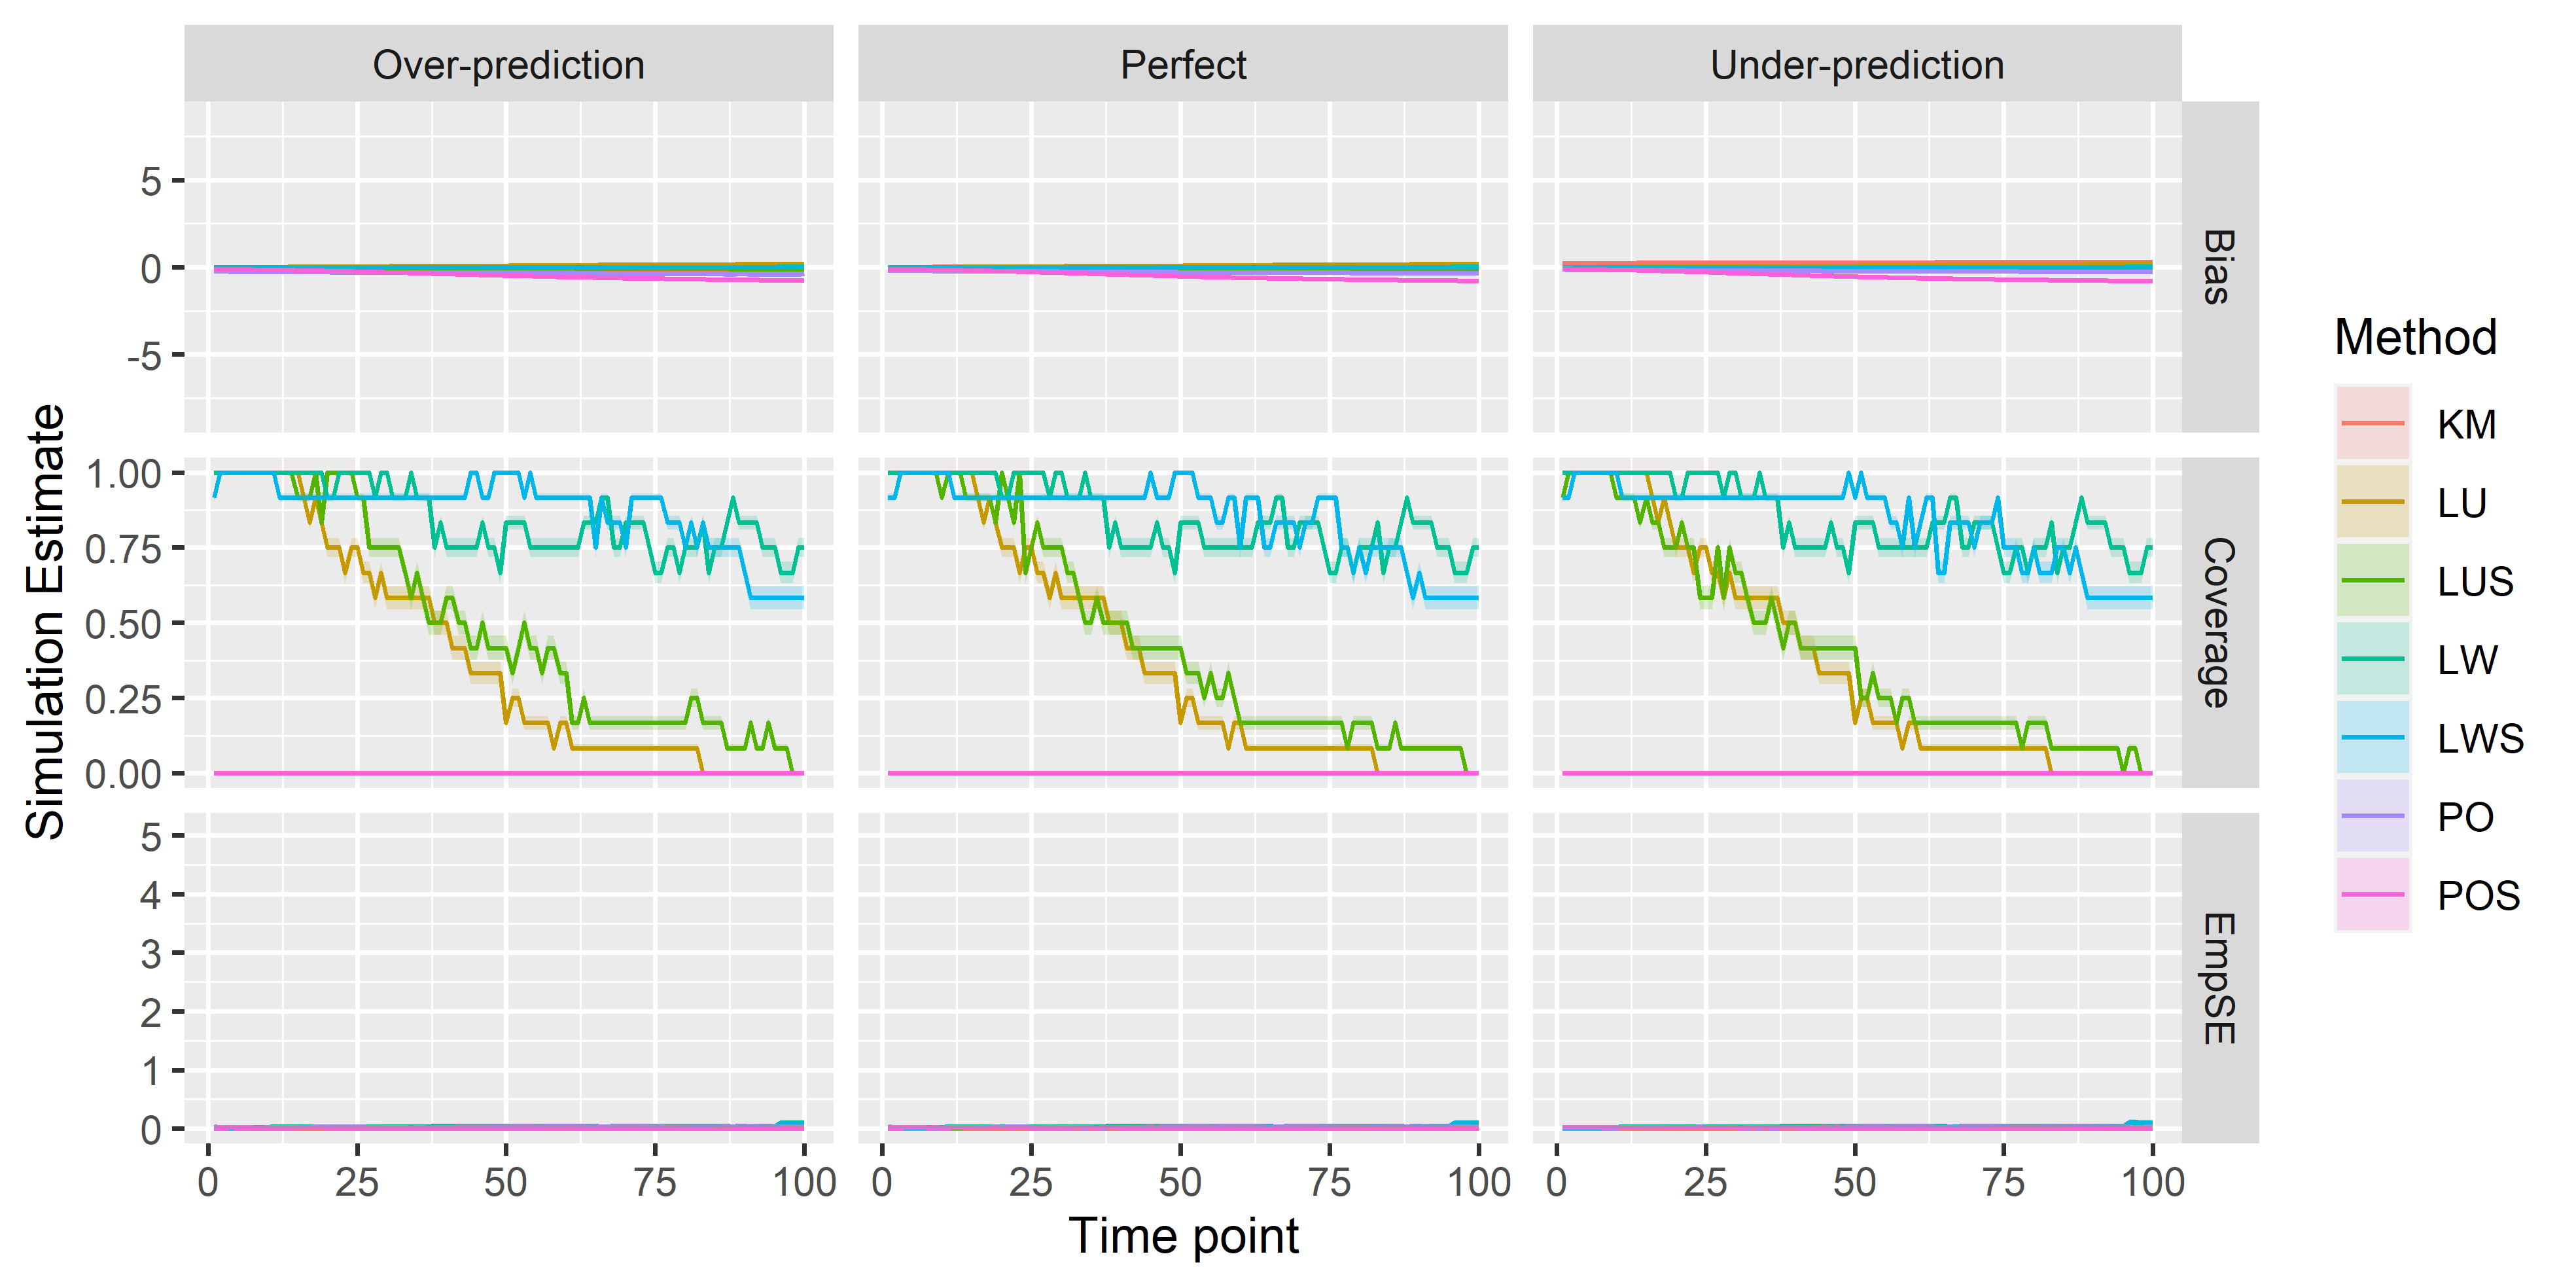 Over-prediction
Perfect
Under-prediction
5
0
-5
Bias
1.00
0.75
0.50
0.25
0.00
Coverage
5
4
3
2
1
0
EmpSE
0 25 50 75 100
0 25 50 75 100
0 25 50 75 100
Time point
Simulation Estimate
Method
KM
LU
LUS
LW
LWS
PO
POS